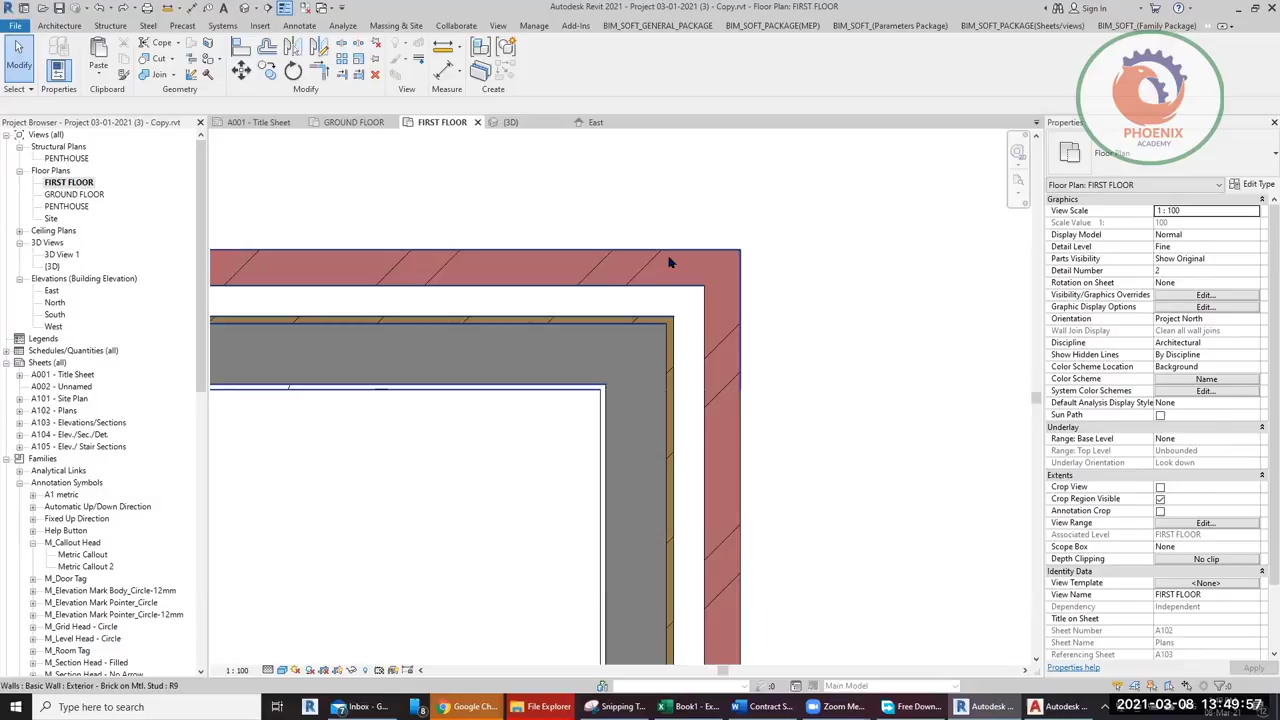 Autodesk Revit 2021 - Project 03-01-2021 (3) - Copy.rvt - Floor Plan: FIRST FLOOR
Sign In
File Architecture Structure Steel Precast Systems Insert Annotate Analyze Massing & Site Collaborate View Manage Add-Ins BIM_SOFT_GENERAL_PACKAGE BIM_SOFT_PACKAGE(MEP) BIM_SOFT_(Parameters Package) BIM_SOFT_PACKAGE(Sheets/views) BIM_SOFT_(Family Package)
Modify
Paste
Cope
Cut
Join
Select Properties Clipboard Geometry Modify View Measure Create
PHOENIX
ACADEMY
Project Browser - Project 03-01-2021 (3) - Copy.rvt
A001 - Title Sheet
GROUND FLOOR
FIRST FLOOR
{3D}
East
Views (all)
Structural Plans
PENTHOUSE
Floor Plans
FIRST FLOOR
GROUND FLOOR
PENTHOUSE
Site
Ceiling Plans
3D Views
3D View 1
{3D}
Elevations (Building Elevation)
East
North
South
West
Legends
Schedules/Quantities (all)
Sheets (all)
A001 - Title Sheet
A002 - Unnamed
A101 - Site Plan
A102 - Plans
A103 - Elevations/Sections
A104 - Elev./Sec./Det.
A105 - Elev./ Stair Sections
Families
Analytical Links
Annotation Symbols
A1 metric
Automatic Up/Down Direction
Fixed Up Direction
Help Button
M_Callout Head
Metric Callout
Metric Callout 2
M_Door Tag
M_Elevation Mark Body_Circle-12mm
M_Elevation Mark Pointer_Circle
M_Elevation Mark Pointer_Circle-12mm
M_Grid Head - Circle
M_Level Head - Circle
M_Room Tag
M_Section Head - Filled
M_Section Head - No Arrow
Properties
Floor Plan
Floor Plan: FIRST FLOOR Edit Type
Graphics
View Scale 1 : 100
Scale Value 1: 100
Display Model Normal
Detail Level Fine
Parts Visibility Show Original
Detail Number 2
Rotation on Sheet None
Visibility/Graphics Overrides Edit...
Graphic Display Options Edit...
Orientation Project North
Wall Join Display Clean all wall joins
Discipline Architectural
Show Hidden Lines By Discipline
Color Scheme Location Background
Color Scheme Name
System Color Schemes Edit...
Default Analysis Display Style None
Sun Path
Underlay
Range: Base Level None
Range: Top Level Unbounded
Underlay Orientation Look down
Extents
Crop View
Crop Region Visible
Annotation Crop
View Range Edit...
Associated Level FIRST FLOOR
Scope Box None
Depth Clipping No clip
Identity Data
View Template <None>
View Name FIRST FLOOR
Dependency Independent
Title on Sheet
Sheet Number A102
Sheet Name Plans
Referencing Sheet A103
Properties help Apply
1 : 100
Walls : Basic Wall : Exterior - Brick on Mtl. Stud : R9
:0
Main Model
:0
Type here to search
Inbox - G...
Google Ch...
File Explorer
Snipping T...
Book1 - Ex...
Contract S...
Zoom Me...
Free Down...
Autodesk ...
Autodesk ...
2021-03-08 13:49:57